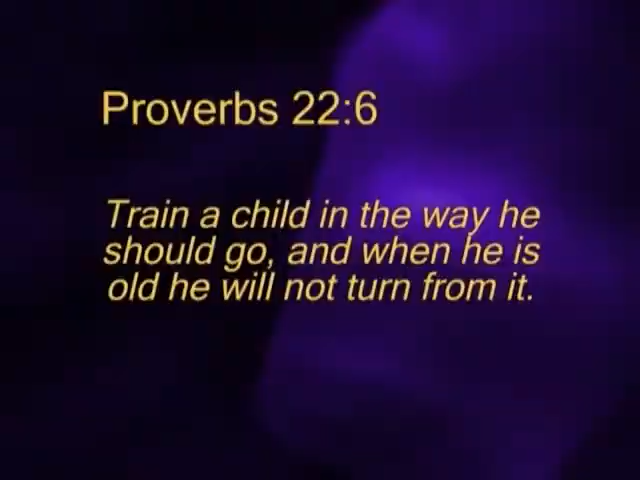 Proverbs 22:6
Train a child in the way he
should go, and when he is
old he will not turn from it.